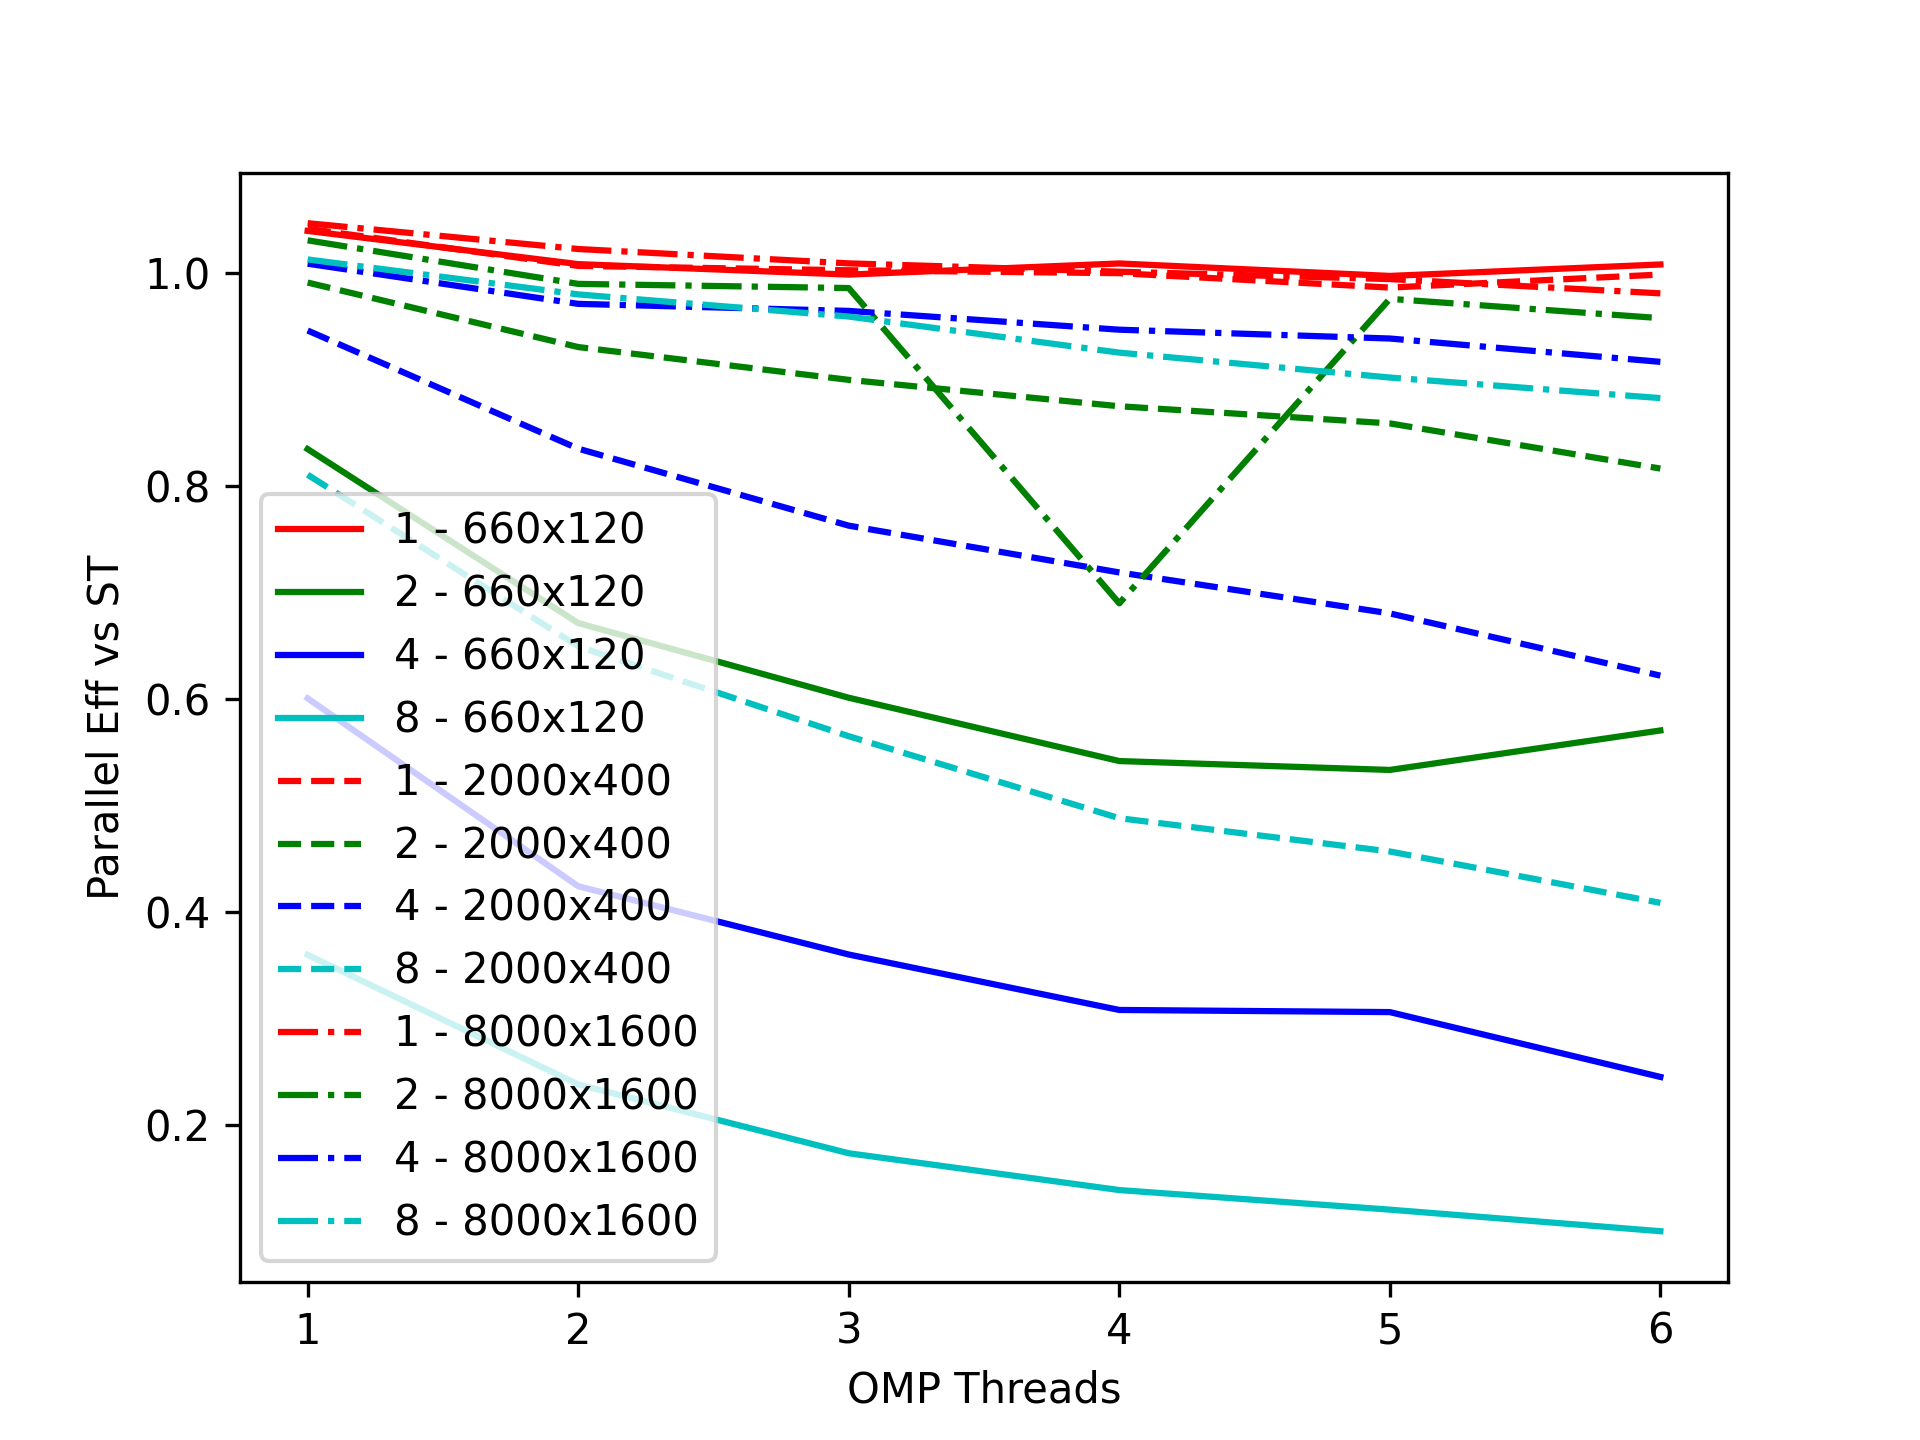 1.0
0.8
0.6
0.4
0.2
Parallel Eff vs ST
1 - 660x120
2 - 660x120
4 - 660x120
8 - 660x120
1 - 2000x400
2 - 2000x400
4 - 2000x400
8 - 2000x400
1 - 8000x1600
2 - 8000x1600
4 - 8000x1600
8 - 8000x1600
1 2 3 4 5 6
OMP Threads